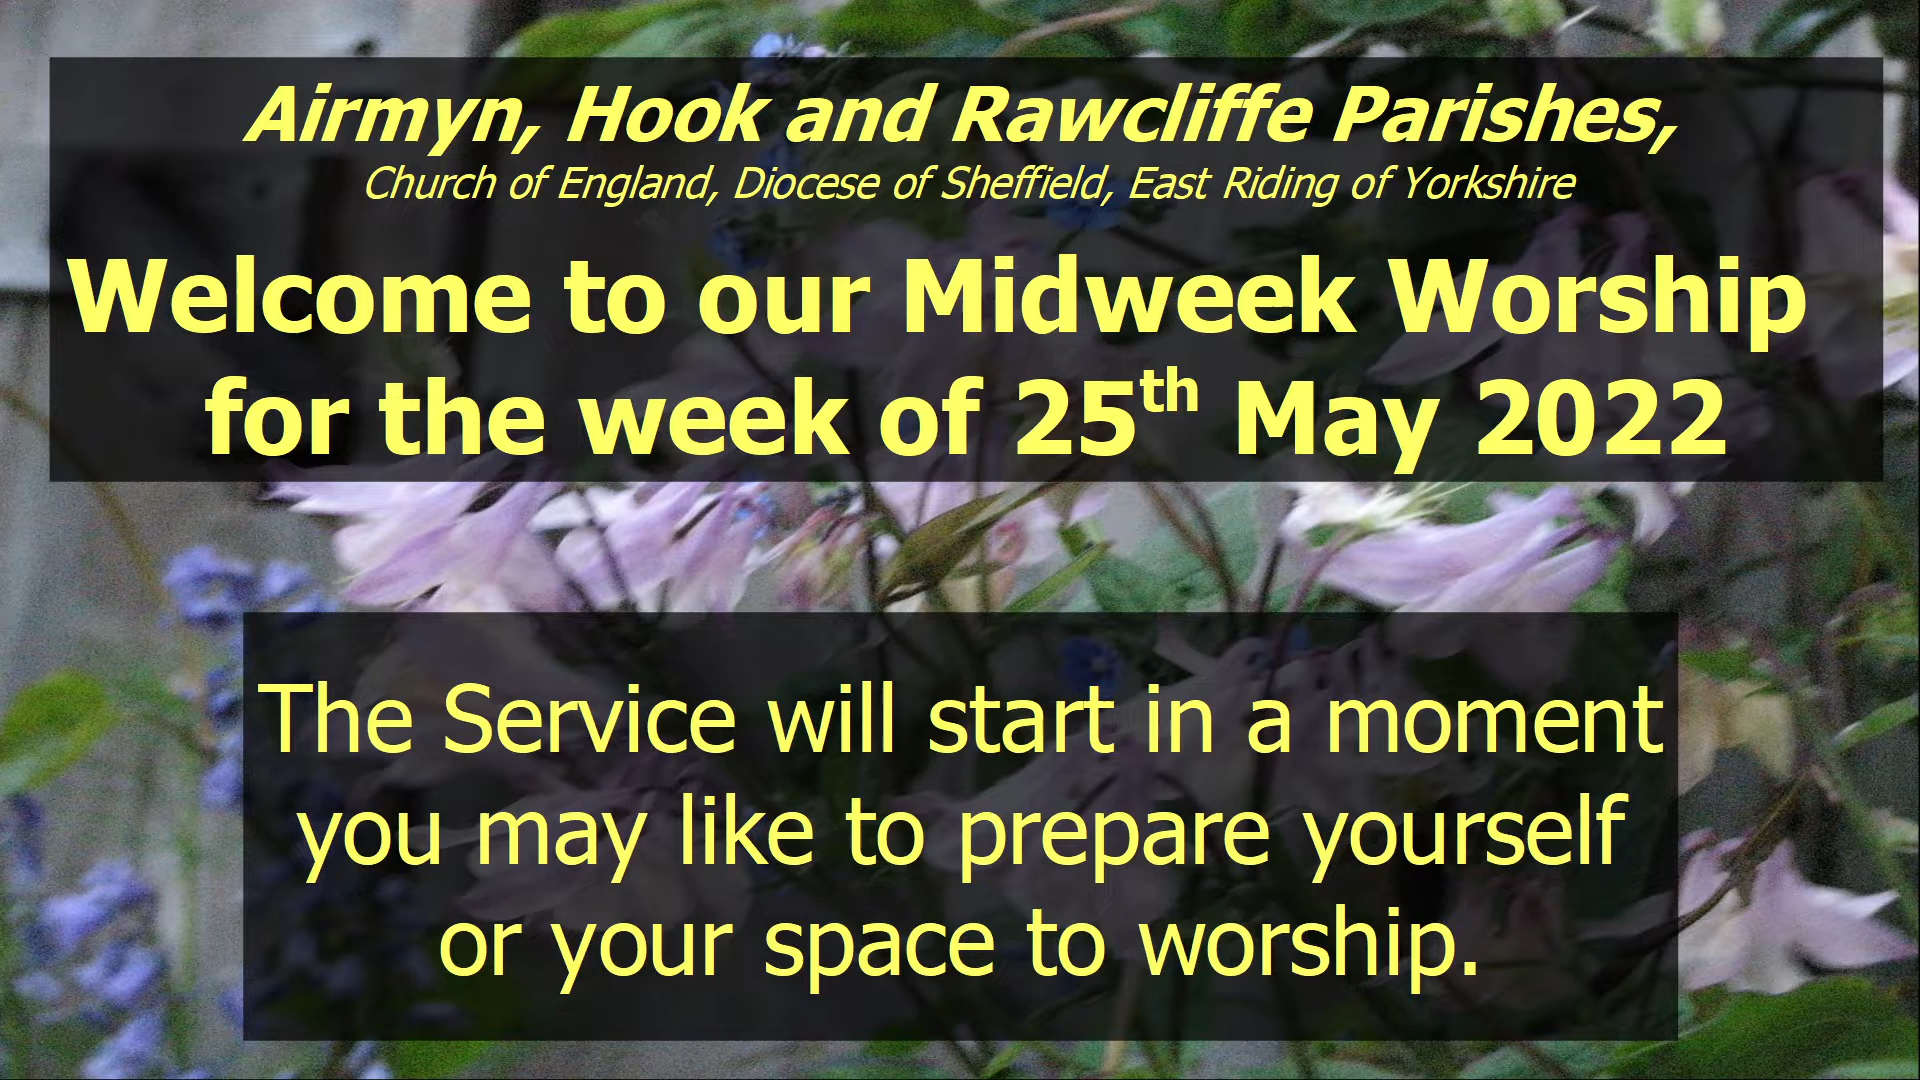 Airmyn, Hook and Rawcliffe Parishes,
Church of England, Diocese of Sheffield, East Riding of Yorkshire
Welcome to our Midweek Worship
for the week of 25th May 2022
The Service will start in a moment
you may like to prepare yourself
or your space to worship.